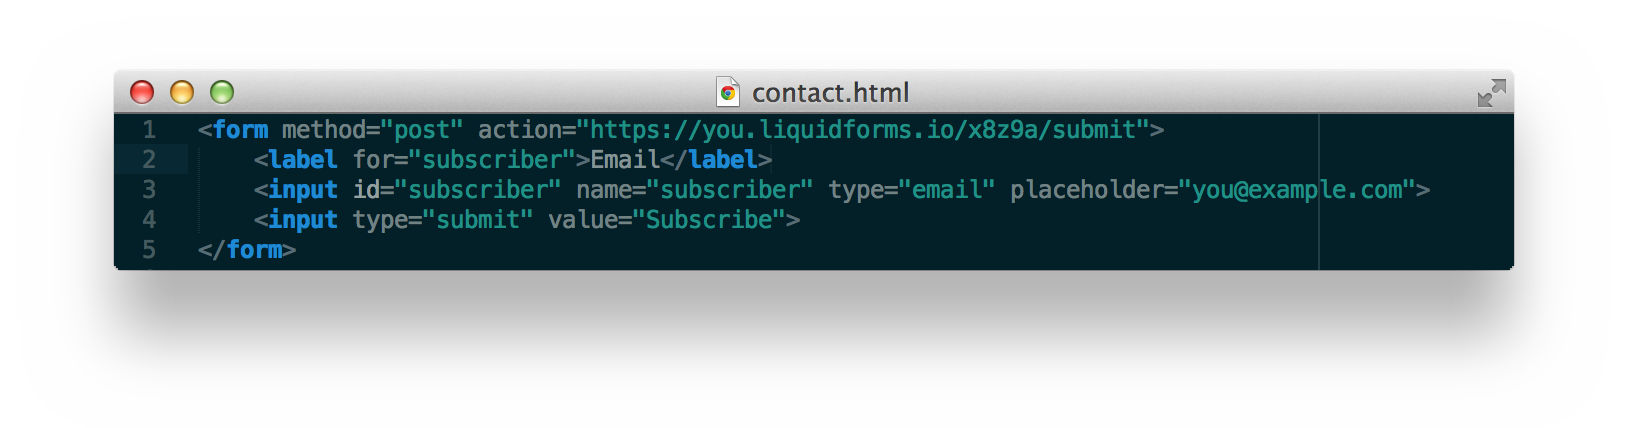 contact.html
1 <form method="post" action="https://you.liquidforms.io/x8z9a/submit">
2 <label for="subscriber">Email</label>
3 <input id="subscriber" name="subscriber" type="email" placeholder="you@example.com">
4 <input type="submit" value="Subscribe">
5 </form>